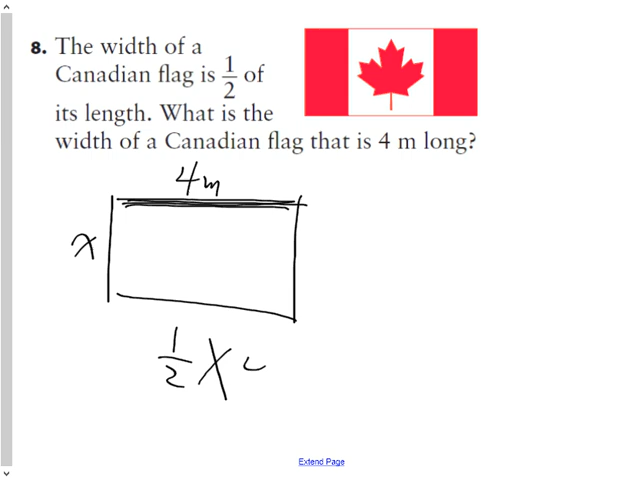 8. The width of a
Canadian flag is 1/2 of
its length. What is the
width of a Canadian flag that is 4 m long?
4m
x
1/2 ×
Extend Page